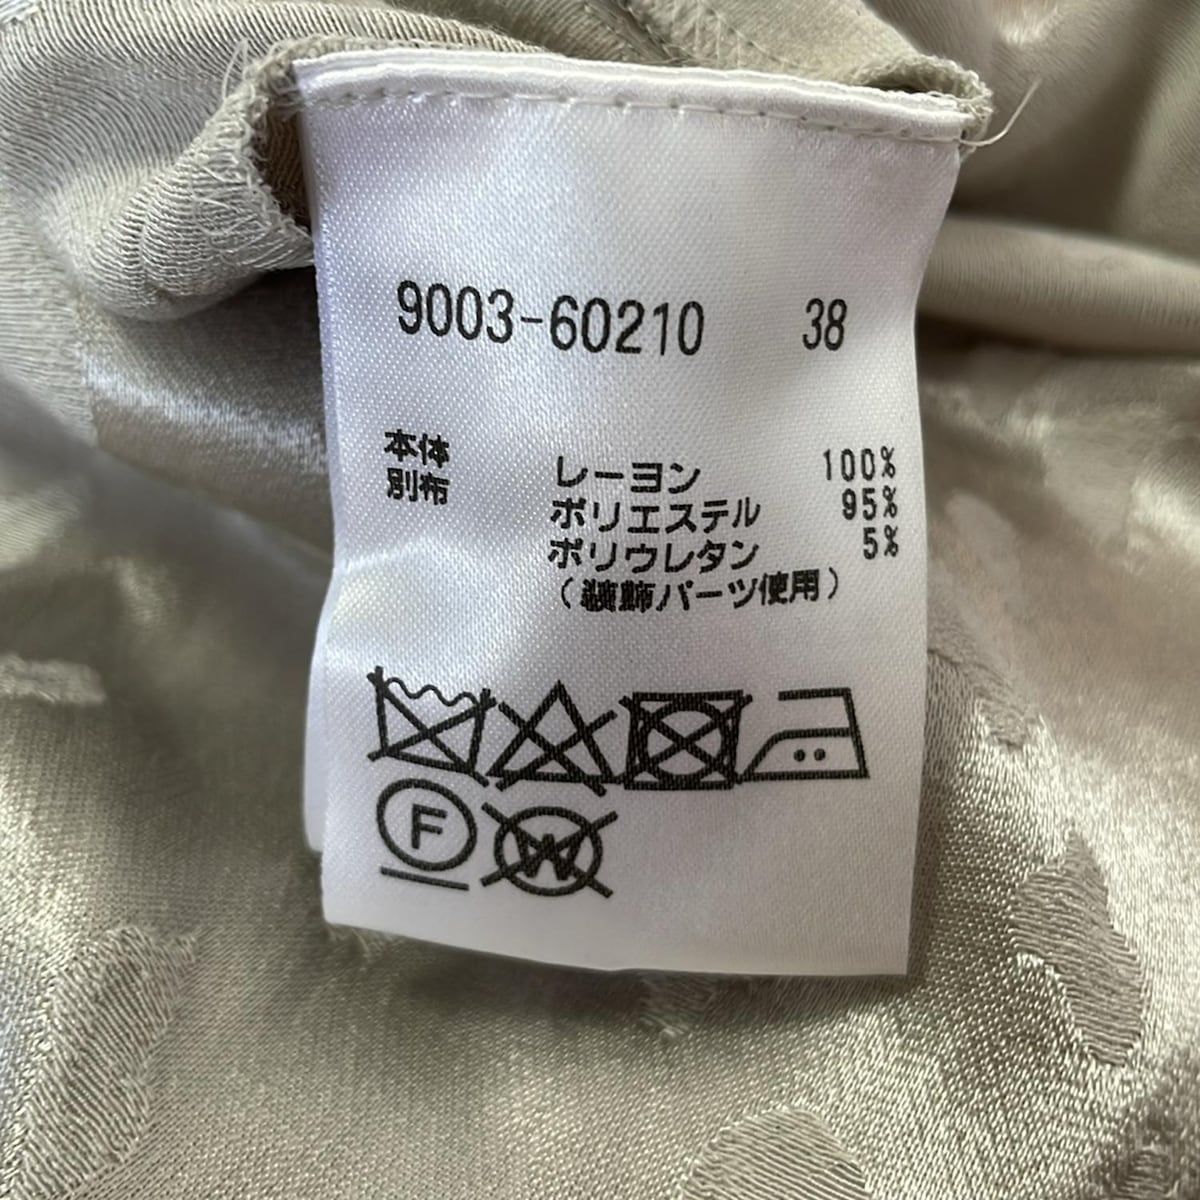 9003-60210 38
本体 レーヨン 100%
別布 ポリエステル 95%
ポリウレタン 5%
(装飾パーツ使用)
F
W